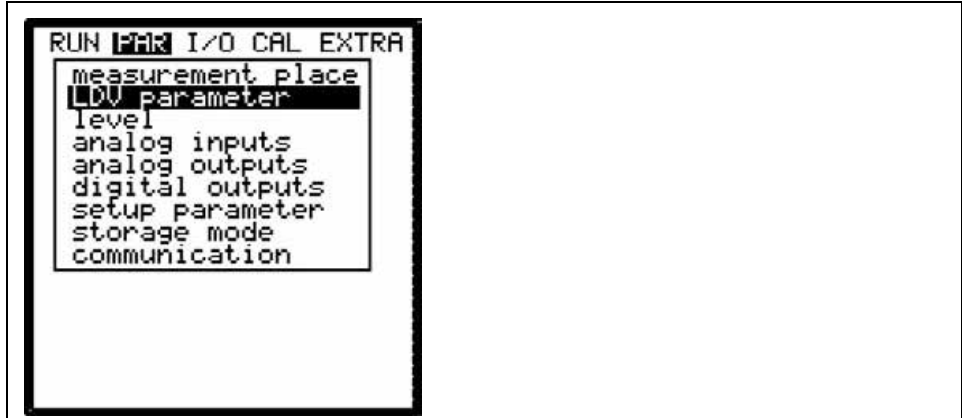 RUN PAR I/O CAL EXTRA
measurement place
LDV parameter
level
analog inputs
analog outputs
digital outputs
setup parameter
storage mode
communication